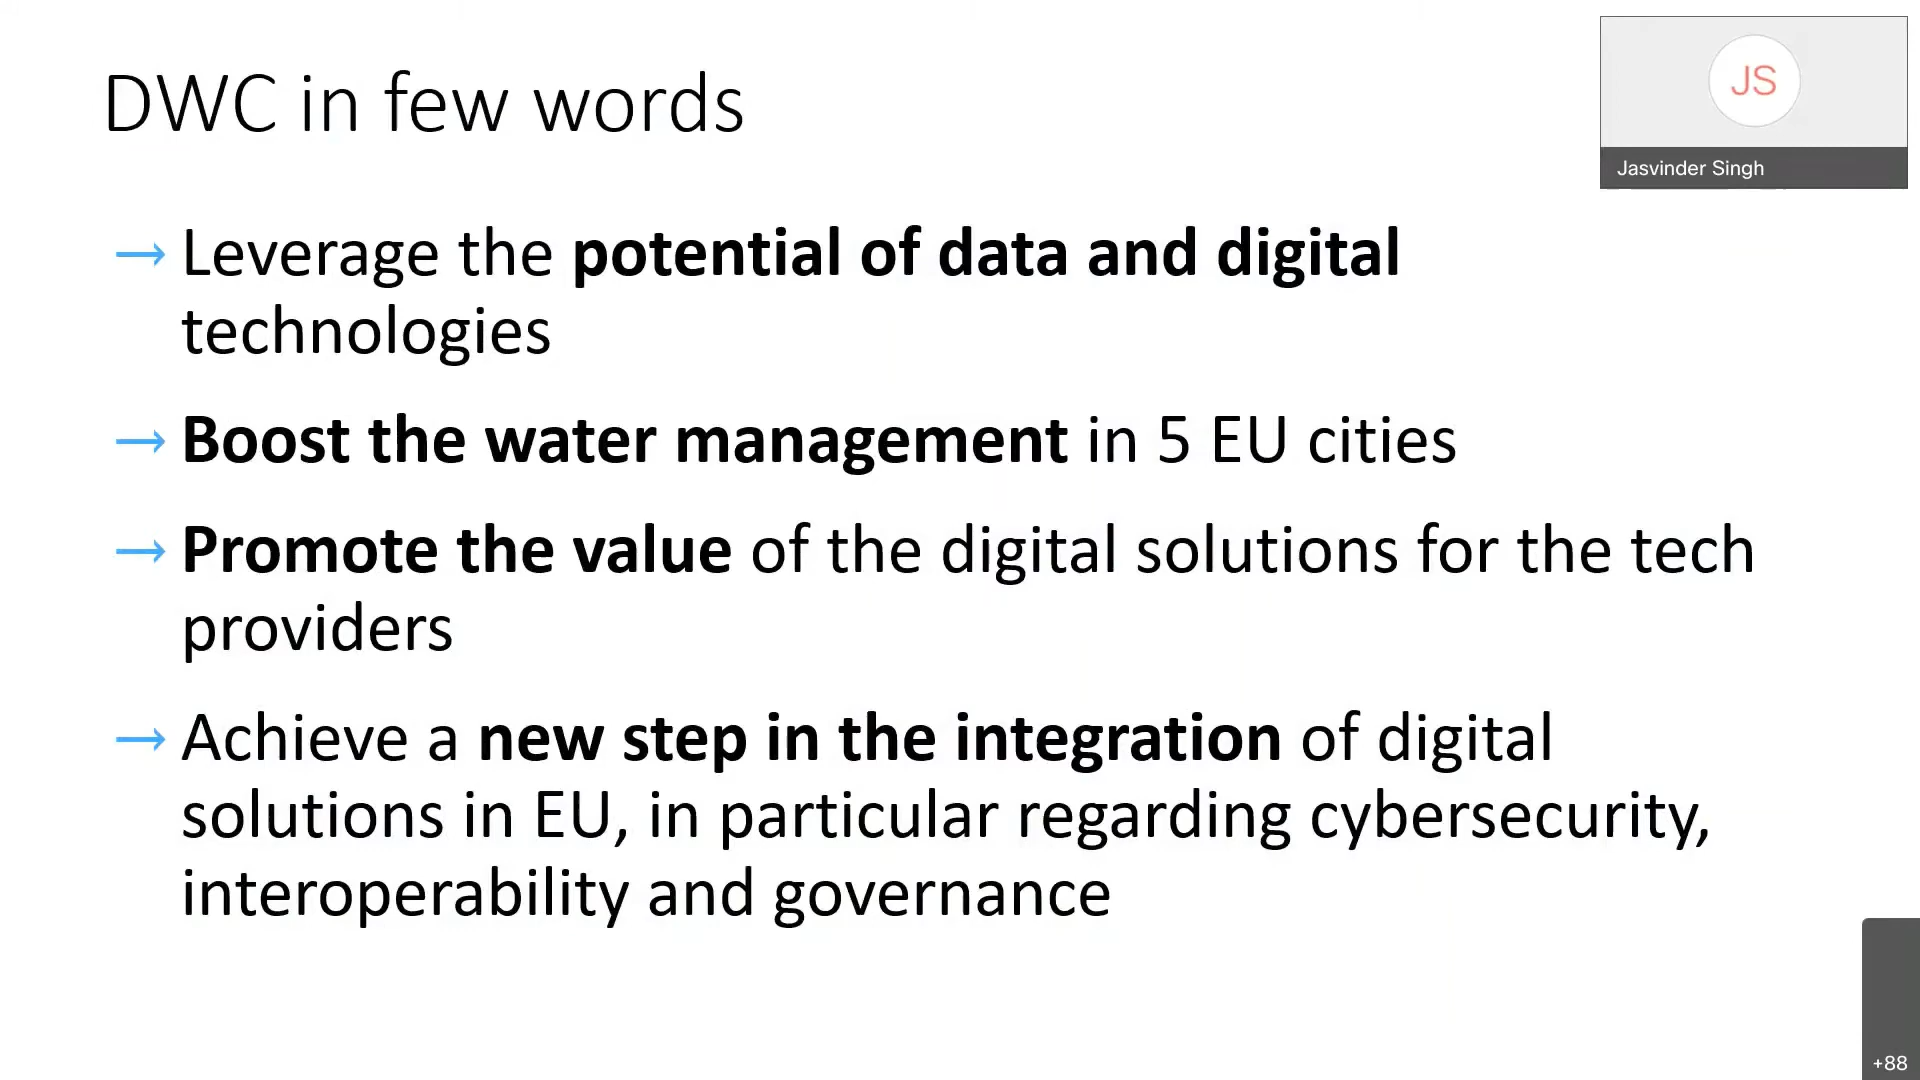 DWC in few words
JS
Jasvinder Singh
→ Leverage the potential of data and digital
technologies
→ Boost the water management in 5 EU cities
→ Promote the value of the digital solutions for the tech
providers
→ Achieve a new step in the integration of digital
solutions in EU, in particular regarding cybersecurity,
interoperability and governance
+88